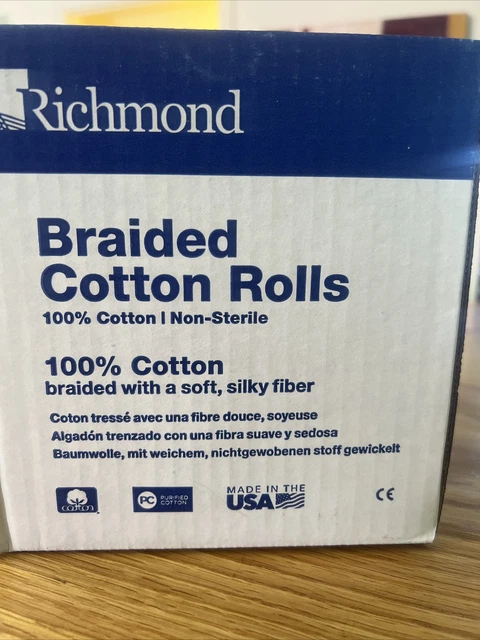 Richmond
Braided
Cotton Rolls
100% Cotton | Non-Sterile
100% Cotton
braided with a soft, silky fiber
Coton tressé avec una fibre douce, soyeuse
Algadón trenzado con una fibra suave y sedosa
Baumwolle, mit weichem, nichtgewobenen stoff gewickelt
cotton
PC PURIFIED COTTON
MADE IN THE
USA
CE